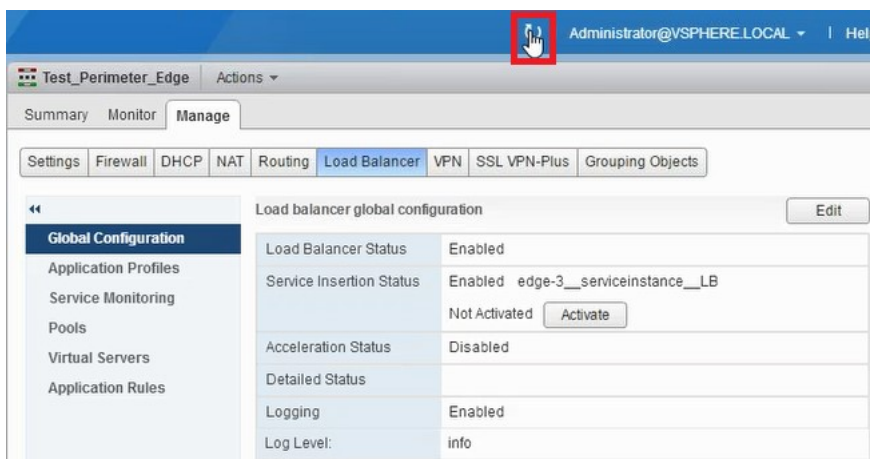 Administrator@VSPHERE.LOCAL | Hel
Test_Perimeter_Edge Actions
Summary Monitor Manage
Settings Firewall DHCP NAT Routing Load Balancer VPN SSL VPN-Plus Grouping Objects
Load balancer global configuration Edit
Global Configuration
Application Profiles
Service Monitoring
Pools
Virtual Servers
Application Rules
Load Balancer Status Enabled
Service Insertion Status Enabled edge-3__serviceinstance__LB
Not Activated Activate
Acceleration Status Disabled
Detailed Status
Logging Enabled
Log Level: info